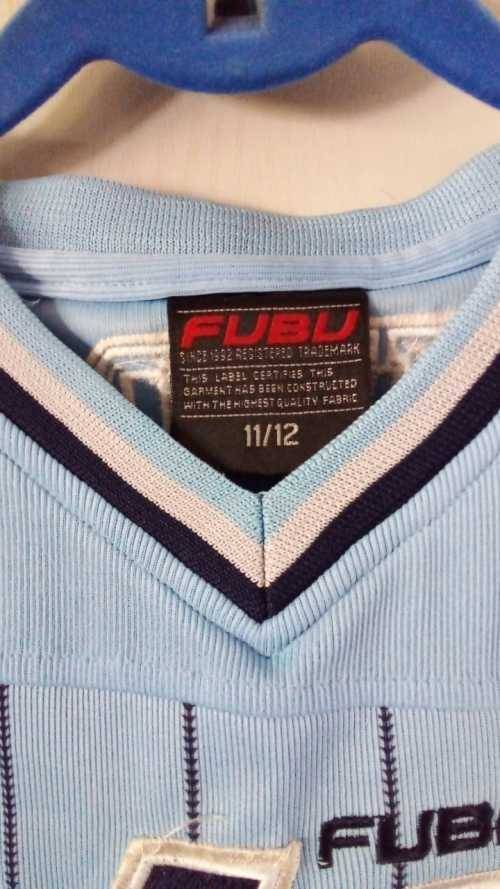 FUBU
SINCE 1992 REGISTERED TRADEMARK
THIS LABEL CERTIFIES THIS
GARMENT HAS BEEN CONSTRUCTED
WITH THE HIGHEST QUALITY FABRIC
11/12
FUBU